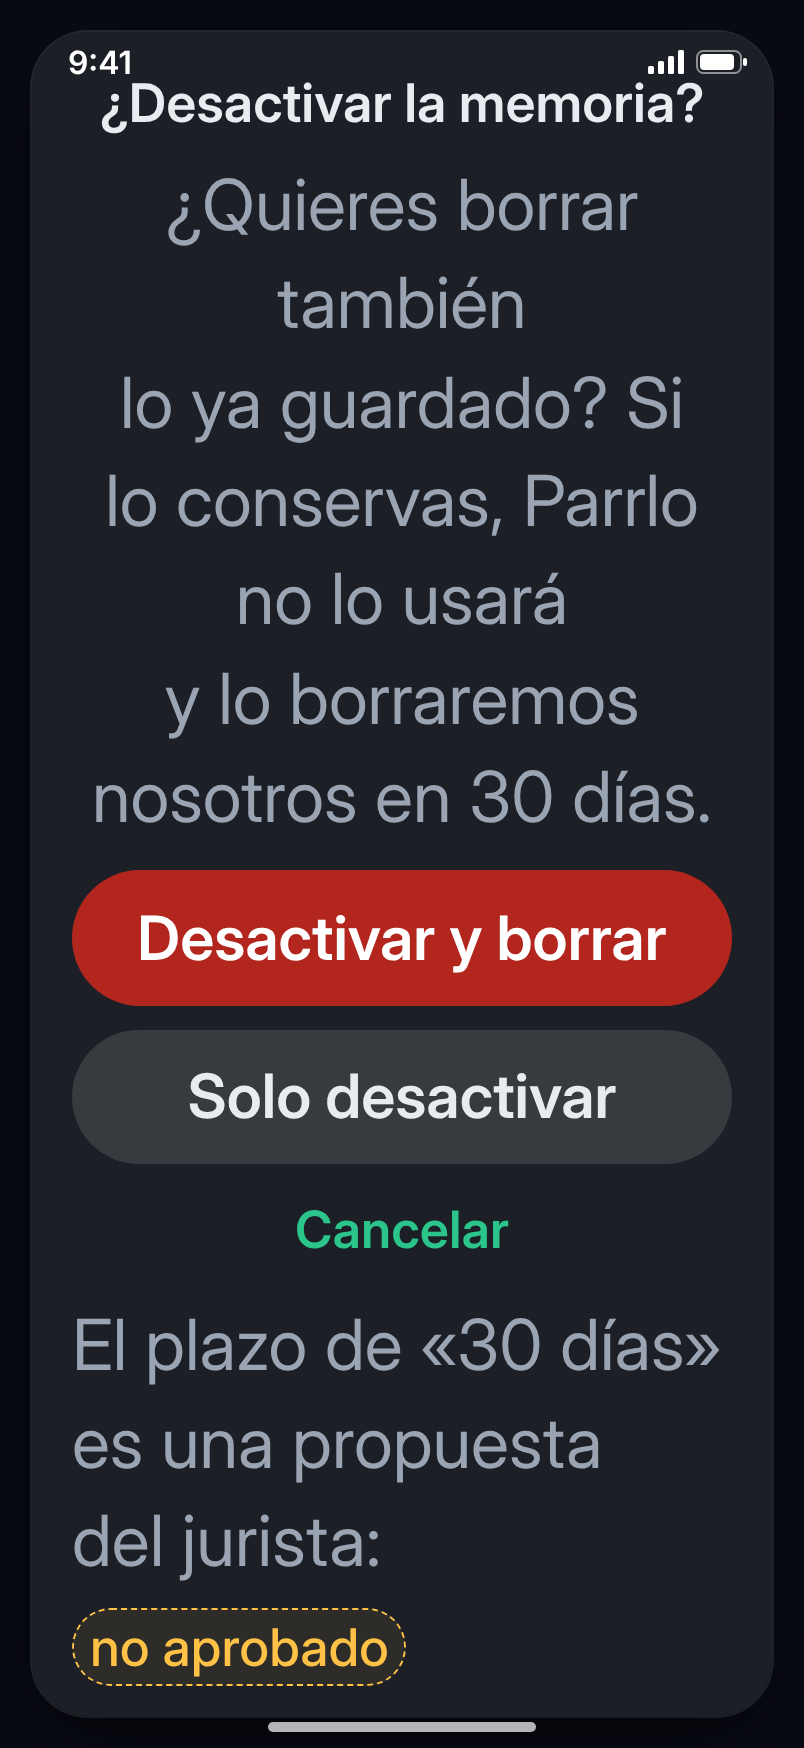 9:41
¿Desactivar la memoria?
¿Quieres borrar
también
lo ya guardado? Si
lo conservas, Parrlo
no lo usará
y lo borraremos
nosotros en 30 días.
Desactivar y borrar
Solo desactivar
Cancelar
El plazo de «30 días»
es una propuesta
del jurista:
no aprobado